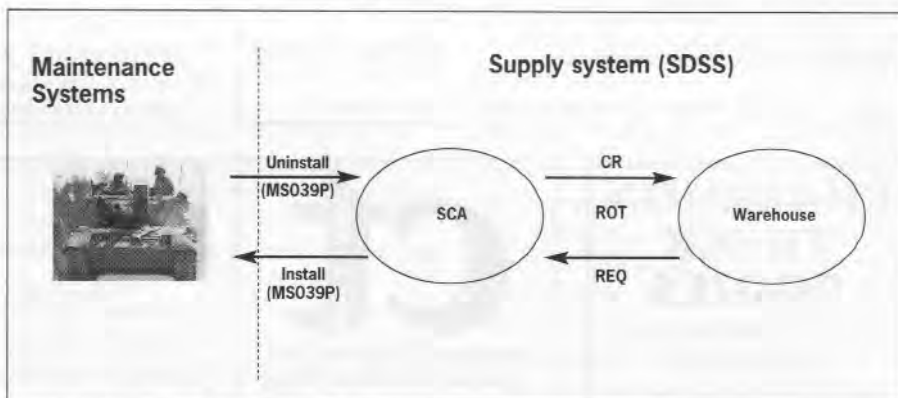 Maintenance
Systems
Supply system (SDSS)
Uninstall
(MS039P)
SCA
CR
ROT
Warehouse
Install
(MS039P)
REQ